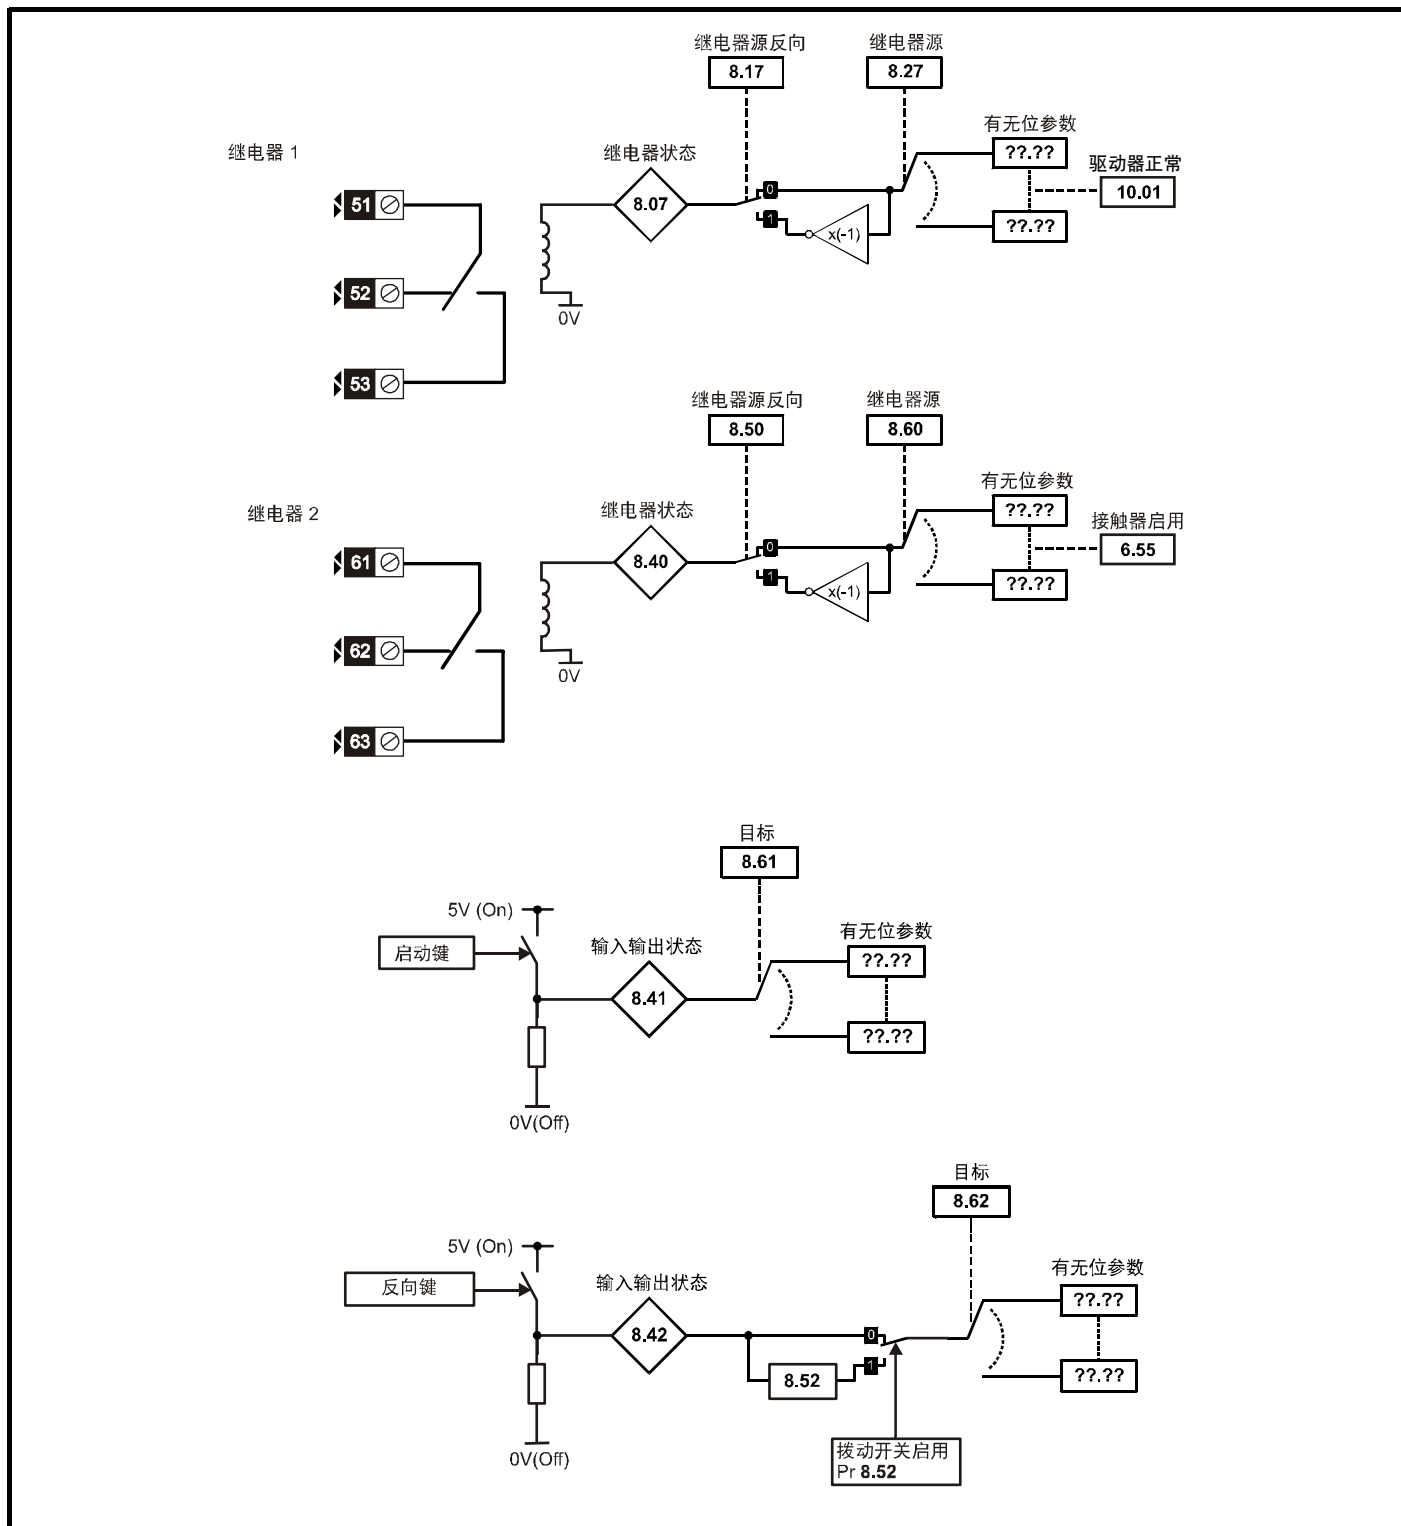 继电器源反向
8.17
继电器源
8.27
有无位参数
??.??
驱动器正常
10.01
??.??
继电器 1
继电器状态
8.07
0
1
x(-1)
51
52
53
0V
继电器源反向
8.50
继电器源
8.60
有无位参数
??.??
接触器启用
6.55
??.??
继电器 2
继电器状态
8.40
0
1
x(-1)
61
62
63
0V
目标
8.61
5V (On)
启动键
输入输出状态
8.41
有无位参数
??.??
??.??
0V(Off)
目标
8.62
5V (On)
反向键
输入输出状态
8.42
0
1
8.52
有无位参数
??.??
??.??
0V(Off)
拨动开关启用
Pr 8.52